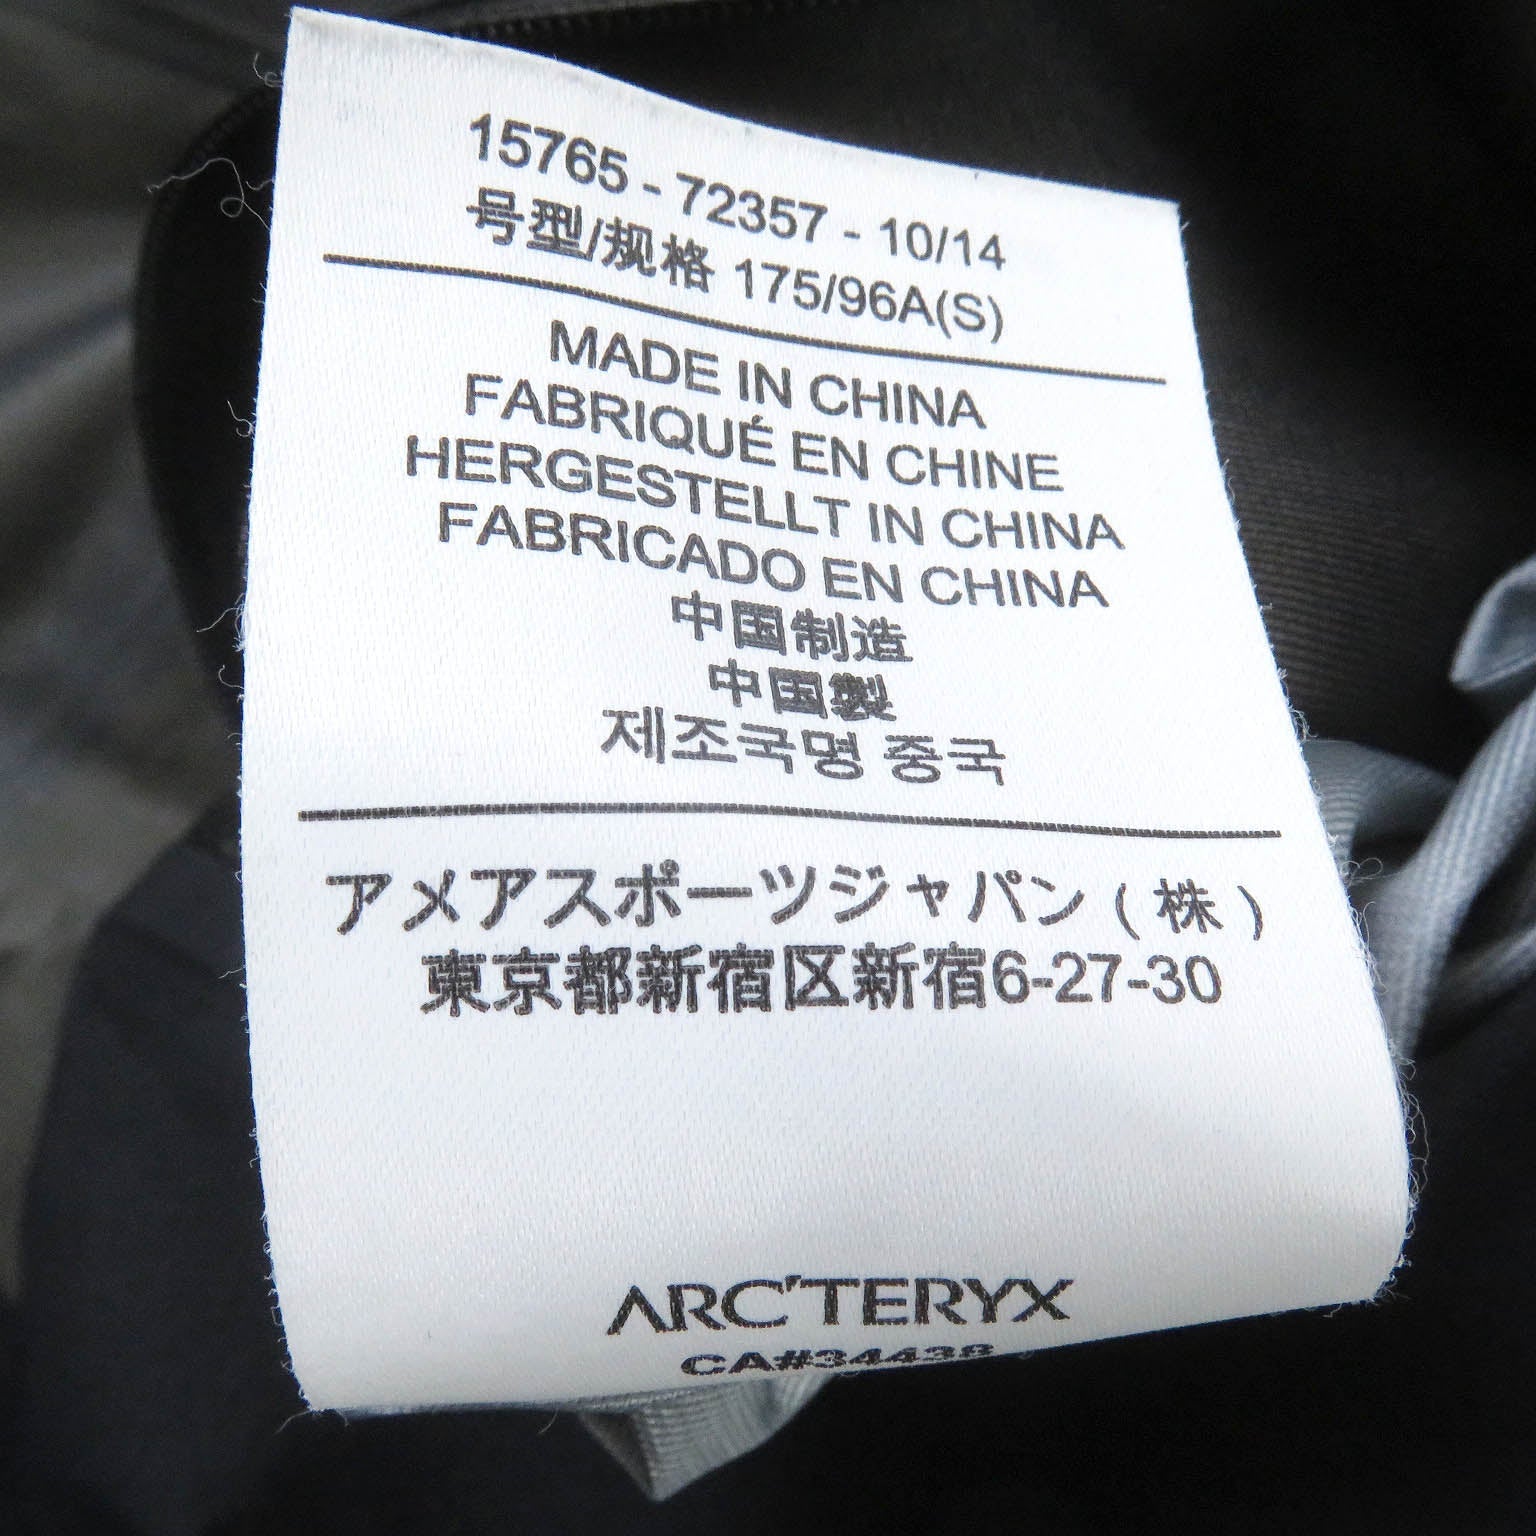 15765 - 72357 - 10/14
号型/规格 175/96A(S)
MADE IN CHINA
FABRIQUÉ EN CHINE
HERGESTELLT IN CHINA
FABRICADO EN CHINA
中国制造
中国製
제조국명 중국
アメアスポーツジャパン ( 株 )
東京都新宿区新宿6-27-30
ARC'TERYX
CA#34438